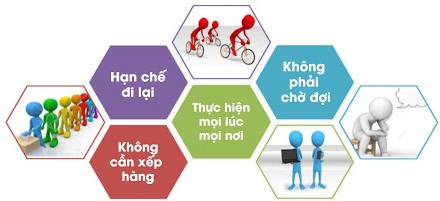 Hạn chế
đi lại
Không
phải
chờ đợi
Thực hiện
mọi lúc
mọi nơi
Không
cần xếp
hàng